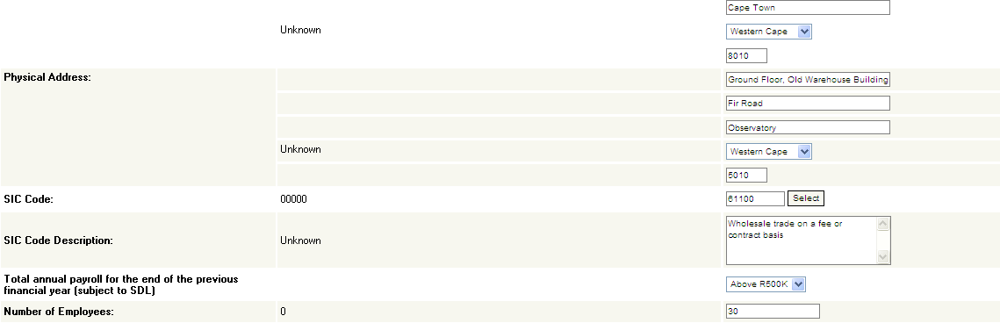 Cape Town
Unknown
Western Cape
8010
Physical Address:
Ground Floor, Old Warehouse Building
Fir Road
Observatory
Unknown
Western Cape
5010
SIC Code:
00000
61100
Select
SIC Code Description:
Unknown
Wholesale trade on a fee or
contract basis
Total annual payroll for the end of the previous
financial year (subject to SDL)
Above R500K
Number of Employees:
0
30